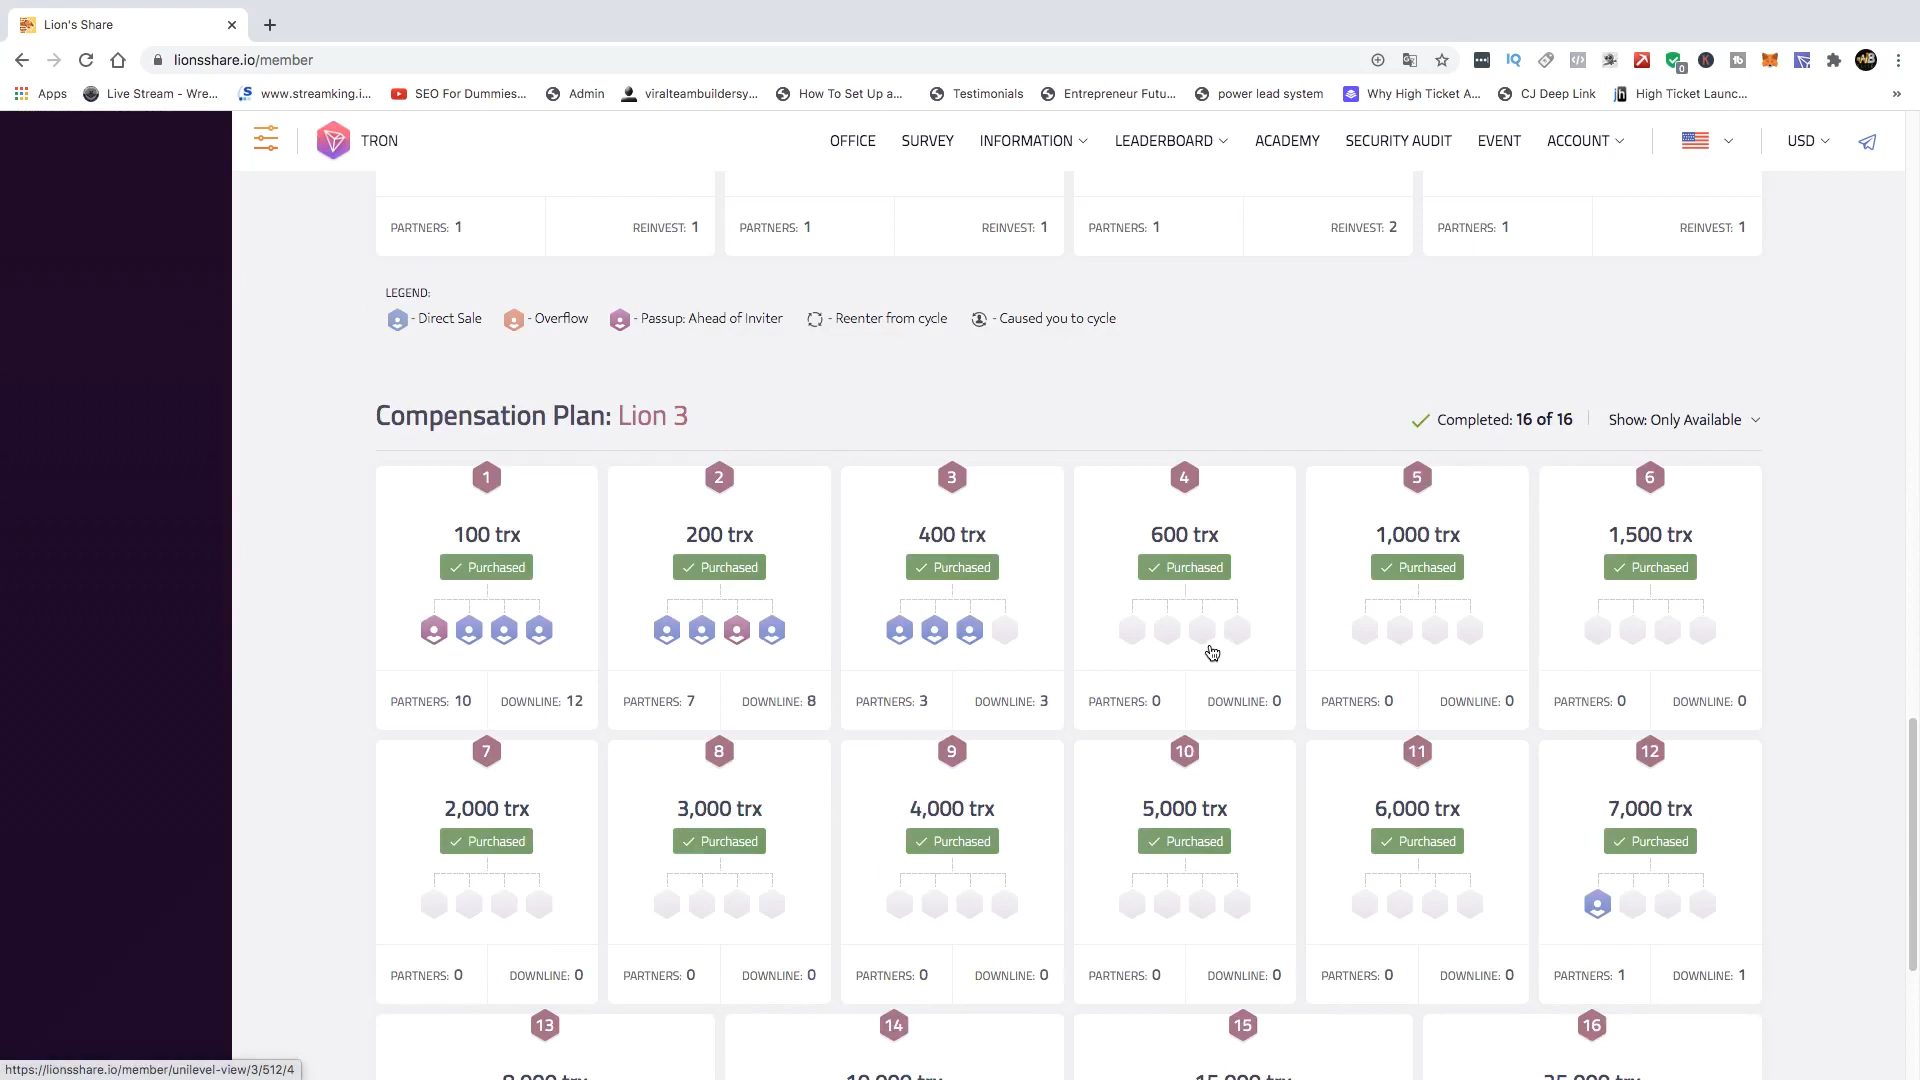 Lion's Share
lionsshare.io/member
Apps
Live Stream - Wre...
www.streamking.i...
SEO For Dummies...
Admin
viralteambuildersy...
How To Set Up a...
Testimonials
Entrepreneur Futu...
power lead system
Why High Ticket A...
CJ Deep Link
High Ticket Launc...
TRON
OFFICE
SURVEY
INFORMATION
LEADERBOARD
ACADEMY
SECURITY AUDIT
EVENT
ACCOUNT
USD
PARTNERS: 1 REINVEST: 1
PARTNERS: 1 REINVEST: 1
PARTNERS: 1 REINVEST: 2
PARTNERS: 1 REINVEST: 1
LEGEND:
- Direct Sale - Overflow - Passup: Ahead of Inviter - Reenter from cycle - Caused you to cycle
Compensation Plan: Lion 3
Completed: 16 of 16
Show: Only Available
1
100 trx
Purchased
PARTNERS: 10 DOWNLINE: 12
2
200 trx
Purchased
PARTNERS: 7 DOWNLINE: 8
3
400 trx
Purchased
PARTNERS: 3 DOWNLINE: 3
4
600 trx
Purchased
PARTNERS: 0 DOWNLINE: 0
5
1,000 trx
Purchased
PARTNERS: 0 DOWNLINE: 0
6
1,500 trx
Purchased
PARTNERS: 0 DOWNLINE: 0
7
2,000 trx
Purchased
PARTNERS: 0 DOWNLINE: 0
8
3,000 trx
Purchased
PARTNERS: 0 DOWNLINE: 0
9
4,000 trx
Purchased
PARTNERS: 0 DOWNLINE: 0
10
5,000 trx
Purchased
PARTNERS: 0 DOWNLINE: 0
11
6,000 trx
Purchased
PARTNERS: 0 DOWNLINE: 0
12
7,000 trx
Purchased
PARTNERS: 1 DOWNLINE: 1
13
14
15
16
https://lionsshare.io/member/unilevel-view/3/512/4